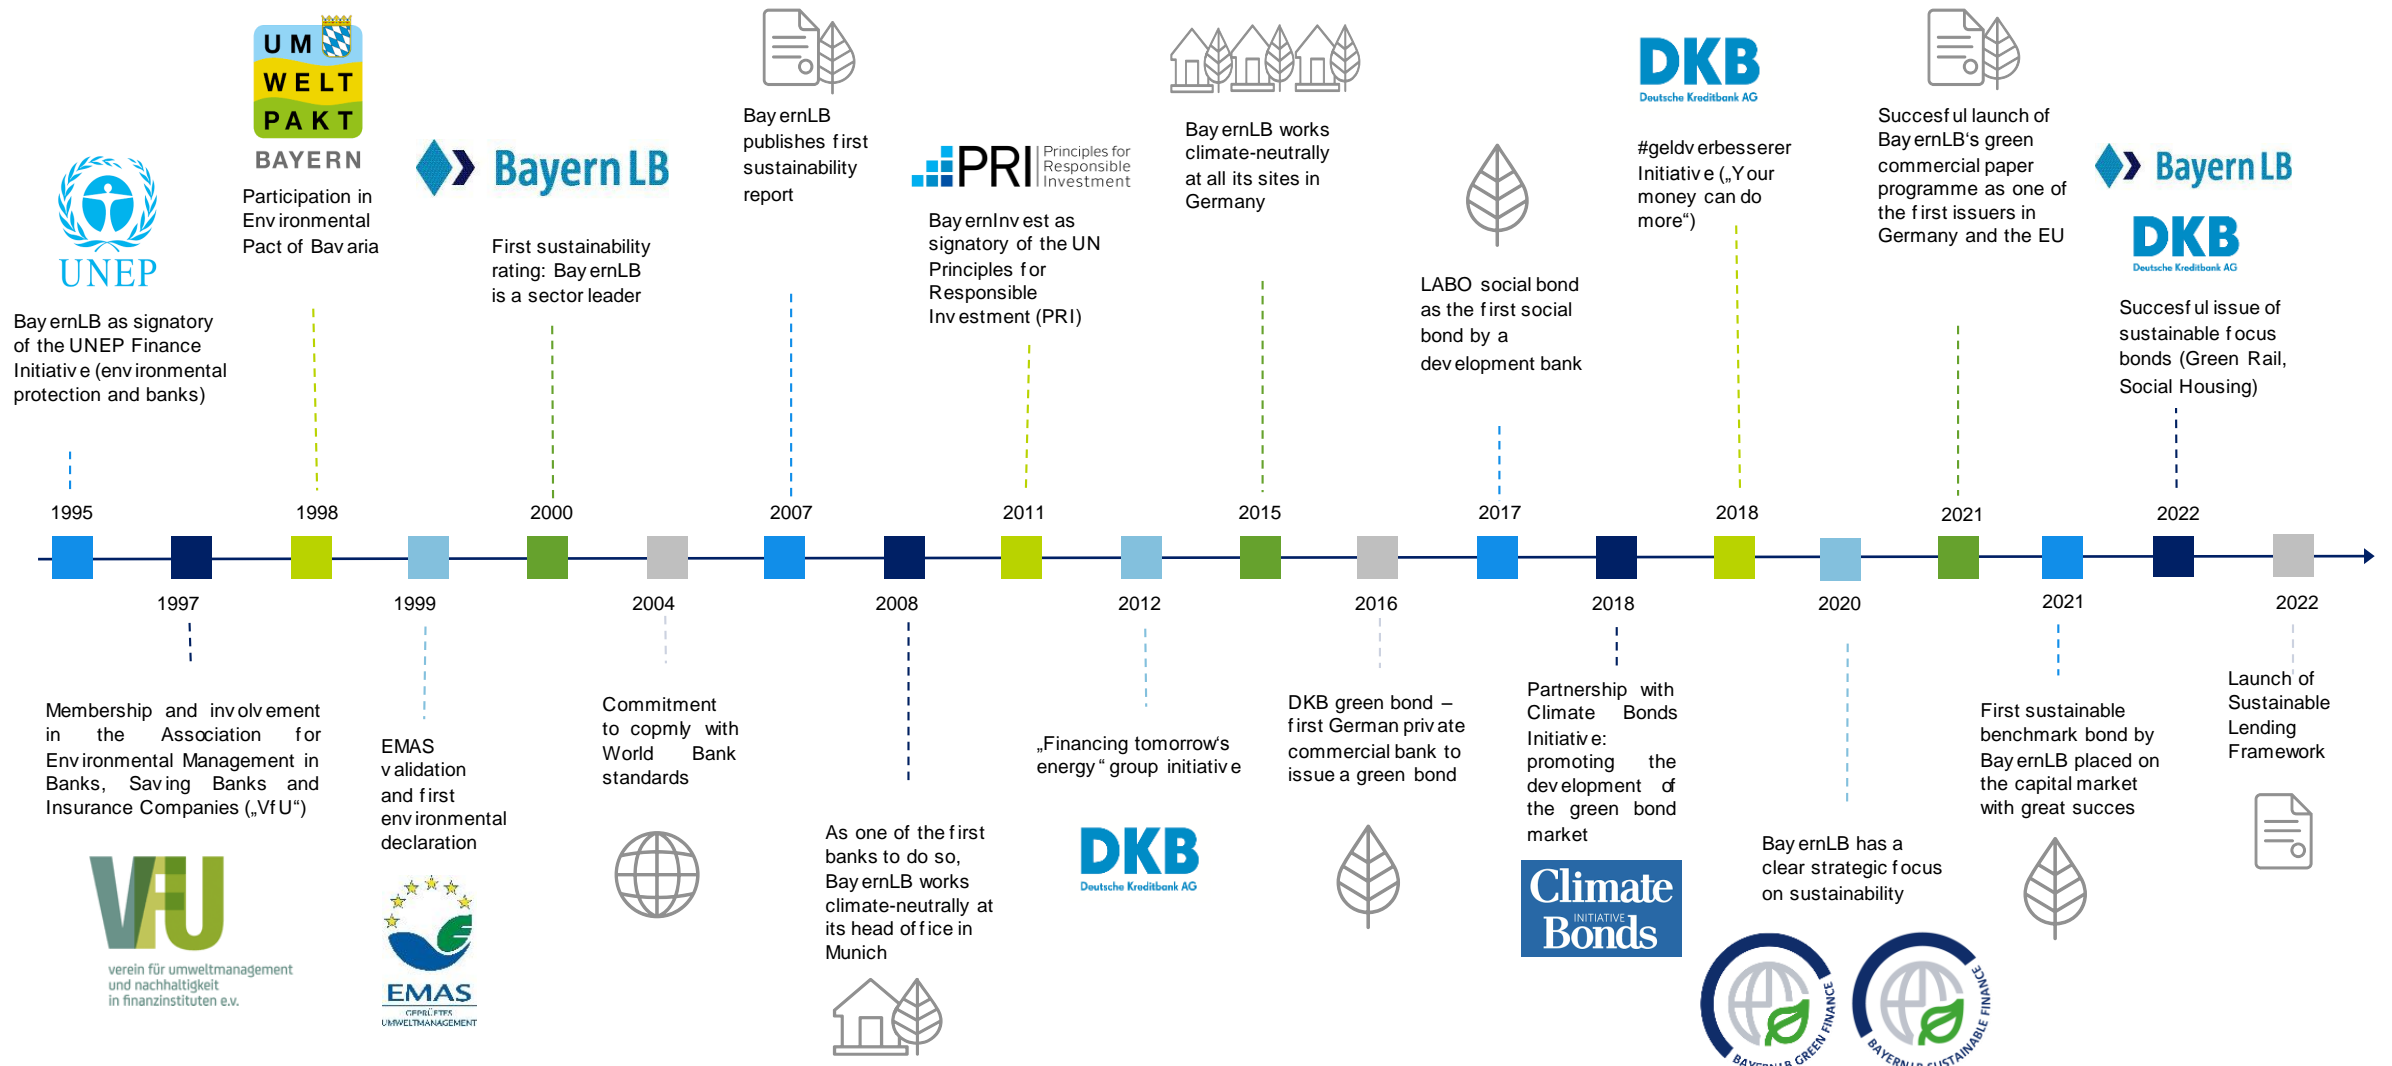 UNEP
BayernLB as signatory
of the UNEP Finance
Initiative (environmental
protection and banks)
1995
UM
WELT
PAKT
BAYERN
Participation in
Environmental
Pact of Bavaria
1998
Bayern LB
First sustainability
rating: BayernLB
is a sector leader
2000
BayernLB
publishes first
sustainability
report
2007
PRI
Principles for
Responsible
Investment
BayernInvest as
signatory of the UN
Principles for
Responsible
Investment (PRI)
2011
BayernLB works
climate-neutrally
at all its sites in
Germany
2015
LABO social bond
as the first social
bond by a
development bank
2017
DKB
Deutsche Kreditbank AG
#geldverbesserer
Initiative („Your
money can do
more“)
2018
Succesful launch of
BayernLB‘s green
commercial paper
programme as one of
the first issuers in
Germany and the EU
2021
Bayern LB
DKB
Deutsche Kreditbank AG
Succesful issue of
sustainable focus
bonds (Green Rail,
Social Housing)
2022
1997
Membership and involvement
in the Association for
Environmental Management in
Banks, Saving Banks and
Insurance Companies („VfU“)
VfU
verein für umweltmanagement
und nachhaltigkeit
in finanzinstituten e.v.
1999
EMAS
validation
and first
environmental
declaration
EMAS
GEPRÜFTES
UMWELTMANAGEMENT
2004
Commitment
to copmly with
World Bank
standards
2008
As one of the first
banks to do so,
BayernLB works
climate-neutrally at
its head office in
Munich
2012
„Financing tomorrow‘s
energy“ group initiative
DKB
Deutsche Kreditbank AG
2016
DKB green bond –
first German private
commercial bank to
issue a green bond
2018
Partnership with
Climate Bonds
Initiative:
promoting the
development of
the green bond
market
Climate
INITIATIVE
Bonds
2020
BayernLB has a
clear strategic focus
on sustainability
BAYERNLB GREEN FINANCE
BAYERNLB SUSTAINABLE FINANCE
2021
First sustainable
benchmark bond by
BayernLB placed on
the capital market
with great succes
2022
Launch of
Sustainable
Lending
Framework